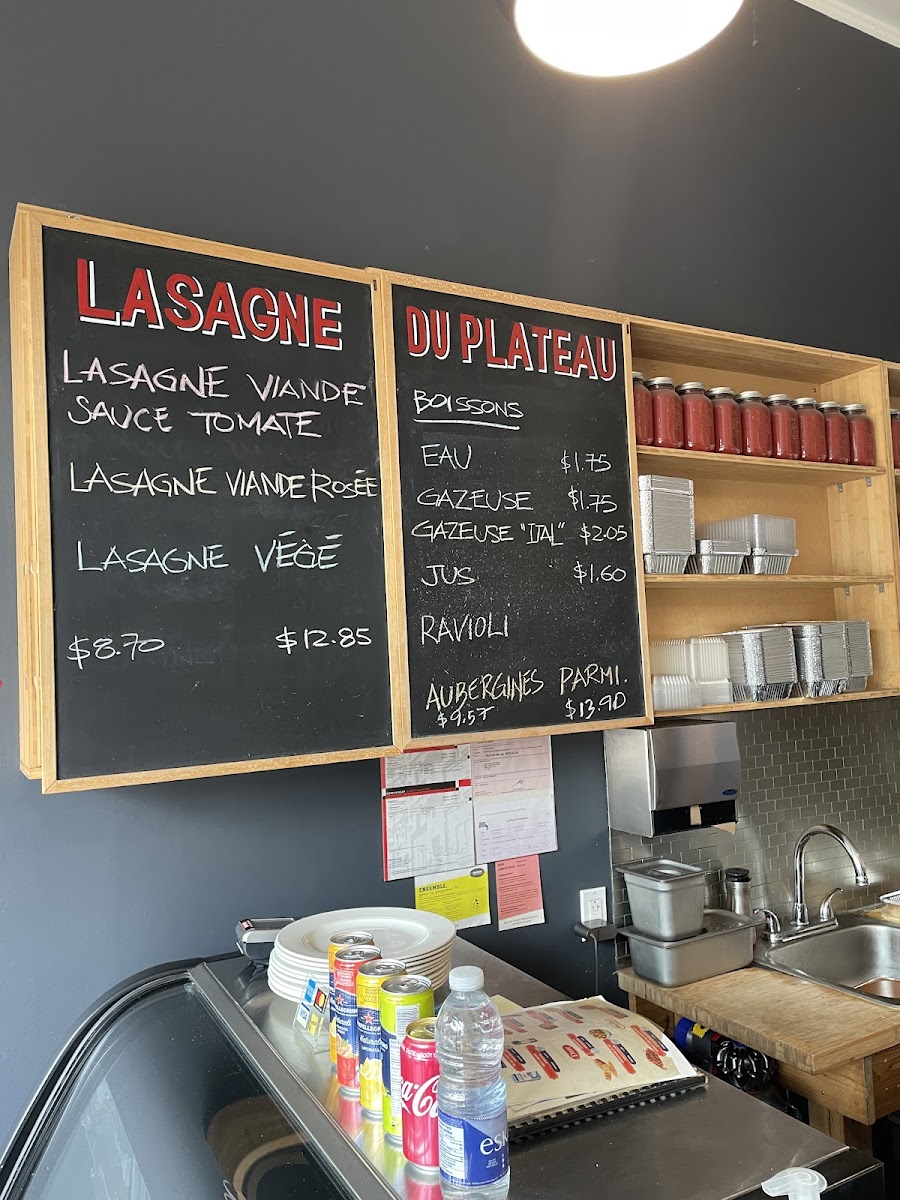 LASAGNE
LASAGNE VIANDE
SAUCE TOMATE
LASAGNE VIANDE ROSÉE
LASAGNE VÉGÉ
$8.70 $12.85
DU PLATEAU
BOISSONS
EAU $1.75
GAZEUSE $1.75
GAZEUSE "ITAL" $2.05
JUS $1.60
RAVIOLI
AUBERGINES PARMI.
$9.57 $13.90
ENSEMBLE,